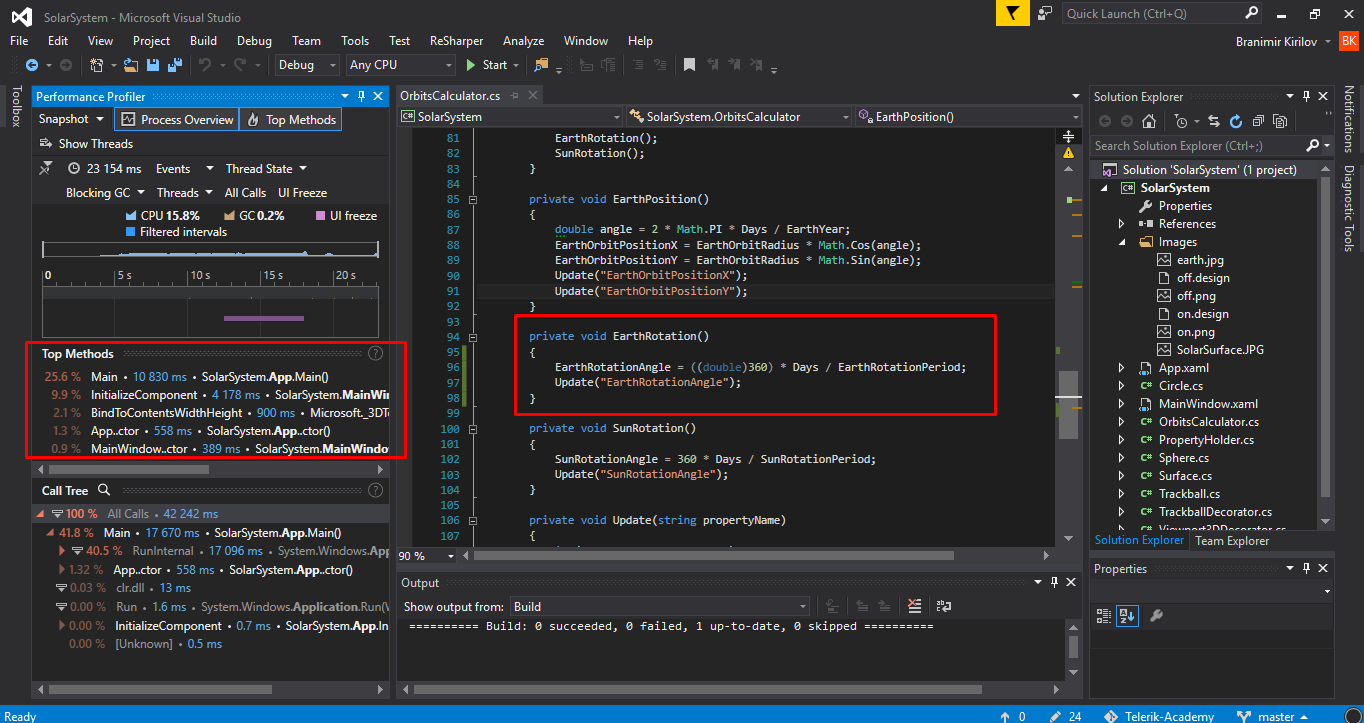 SolarSystem - Microsoft Visual Studio
Quick Launch (Ctrl+Q)
File Edit View Project Build Debug Team Tools Test ReSharper Analyze Window Help
Branimir Kirilov BK
Debug Any CPU Start
Toolbox
Performance Profiler
Snapshot Process Overview Top Methods
Show Threads
23 154 ms Events Thread State
Blocking GC Threads All Calls UI Freeze
CPU 15.8% GC 0.2% UI freeze
Filtered intervals
0 5 s 10 s 15 s 20 s
Top Methods ?
25.6 % Main • 10 830 ms • SolarSystem.App.Main()
9.9 % InitializeComponent • 4 178 ms • SolarSystem.MainWin
2.1 % BindToContentsWidthHeight • 900 ms • Microsoft._3DTo
1.3 % App..ctor • 558 ms • SolarSystem.App..ctor()
0.9 % MainWindow..ctor • 389 ms • SolarSystem.MainWindo
Call Tree ?
100 % All Calls • 42 242 ms
41.8 % Main • 17 670 ms • SolarSystem.App.Main()
40.5 % RunInternal • 17 096 ms • System.Windows.App
1.32 % App..ctor • 558 ms • SolarSystem.App..ctor()
0.03 % clr.dll • 13 ms
0.00 % Run • 1.6 ms • System.Windows.Application.Run(W
0.00 % InitializeComponent • 0.7 ms • SolarSystem.App.In
0.00 % [Unknown] • 0.5 ms
OrbitsCalculator.cs
SolarSystem SolarSystem.OrbitsCalculator EarthPosition()
81 EarthRotation();
82 SunRotation();
83 }
84
85 private void EarthPosition()
86 {
87 double angle = 2 * Math.PI * Days / EarthYear;
88 EarthOrbitPositionX = EarthOrbitRadius * Math.Cos(angle);
89 EarthOrbitPositionY = EarthOrbitRadius * Math.Sin(angle);
90 Update("EarthOrbitPositionX");
91 Update("EarthOrbitPositionY");
92 }
93
94 private void EarthRotation()
95 {
96 EarthRotationAngle = ((double)360) * Days / EarthRotationPeriod;
97 Update("EarthRotationAngle");
98 }
99
100 private void SunRotation()
101 {
102 SunRotationAngle = 360 * Days / SunRotationPeriod;
103 Update("SunRotationAngle");
104 }
105
106 private void Update(string propertyName)
107 {
90 %
Output
Show output from: Build
========== Build: 0 succeeded, 0 failed, 1 up-to-date, 0 skipped ==========
Solution Explorer
Search Solution Explorer (Ctrl+;)
Solution 'SolarSystem' (1 project)
SolarSystem
Properties
References
Images
earth.jpg
off.design
off.png
on.design
on.png
SolarSurface.JPG
App.xaml
Circle.cs
MainWindow.xaml
OrbitsCalculator.cs
PropertyHolder.cs
Sphere.cs
Surface.cs
Trackball.cs
TrackballDecorator.cs
Viewport3DDecorator.cs
Solution Explorer Team Explorer
Properties
Notifications
Diagnostic Tools
Ready 0 24 Telerik-Academy master